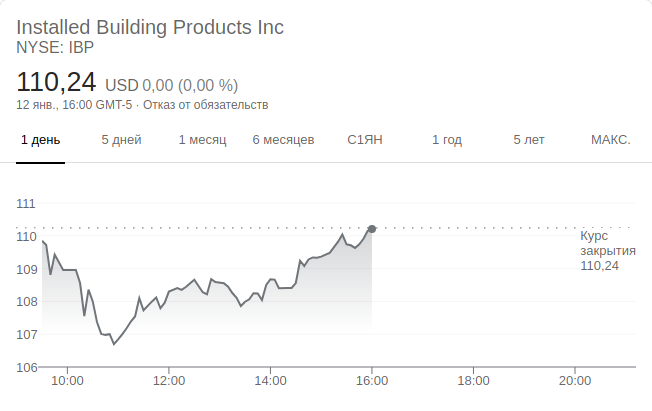 Installed Building Products Inc
NYSE: IBP
110,24 USD 0,00 (0,00 %)
12 янв., 16:00 GMT-5 · Отказ от обязательств
1 день 5 дней 1 месяц 6 месяцев С1ЯН 1 год 5 лет МАКС.
111
110
109
108
107
106
Курс
закрытия
110,24
10:00 12:00 14:00 16:00 18:00 20:00